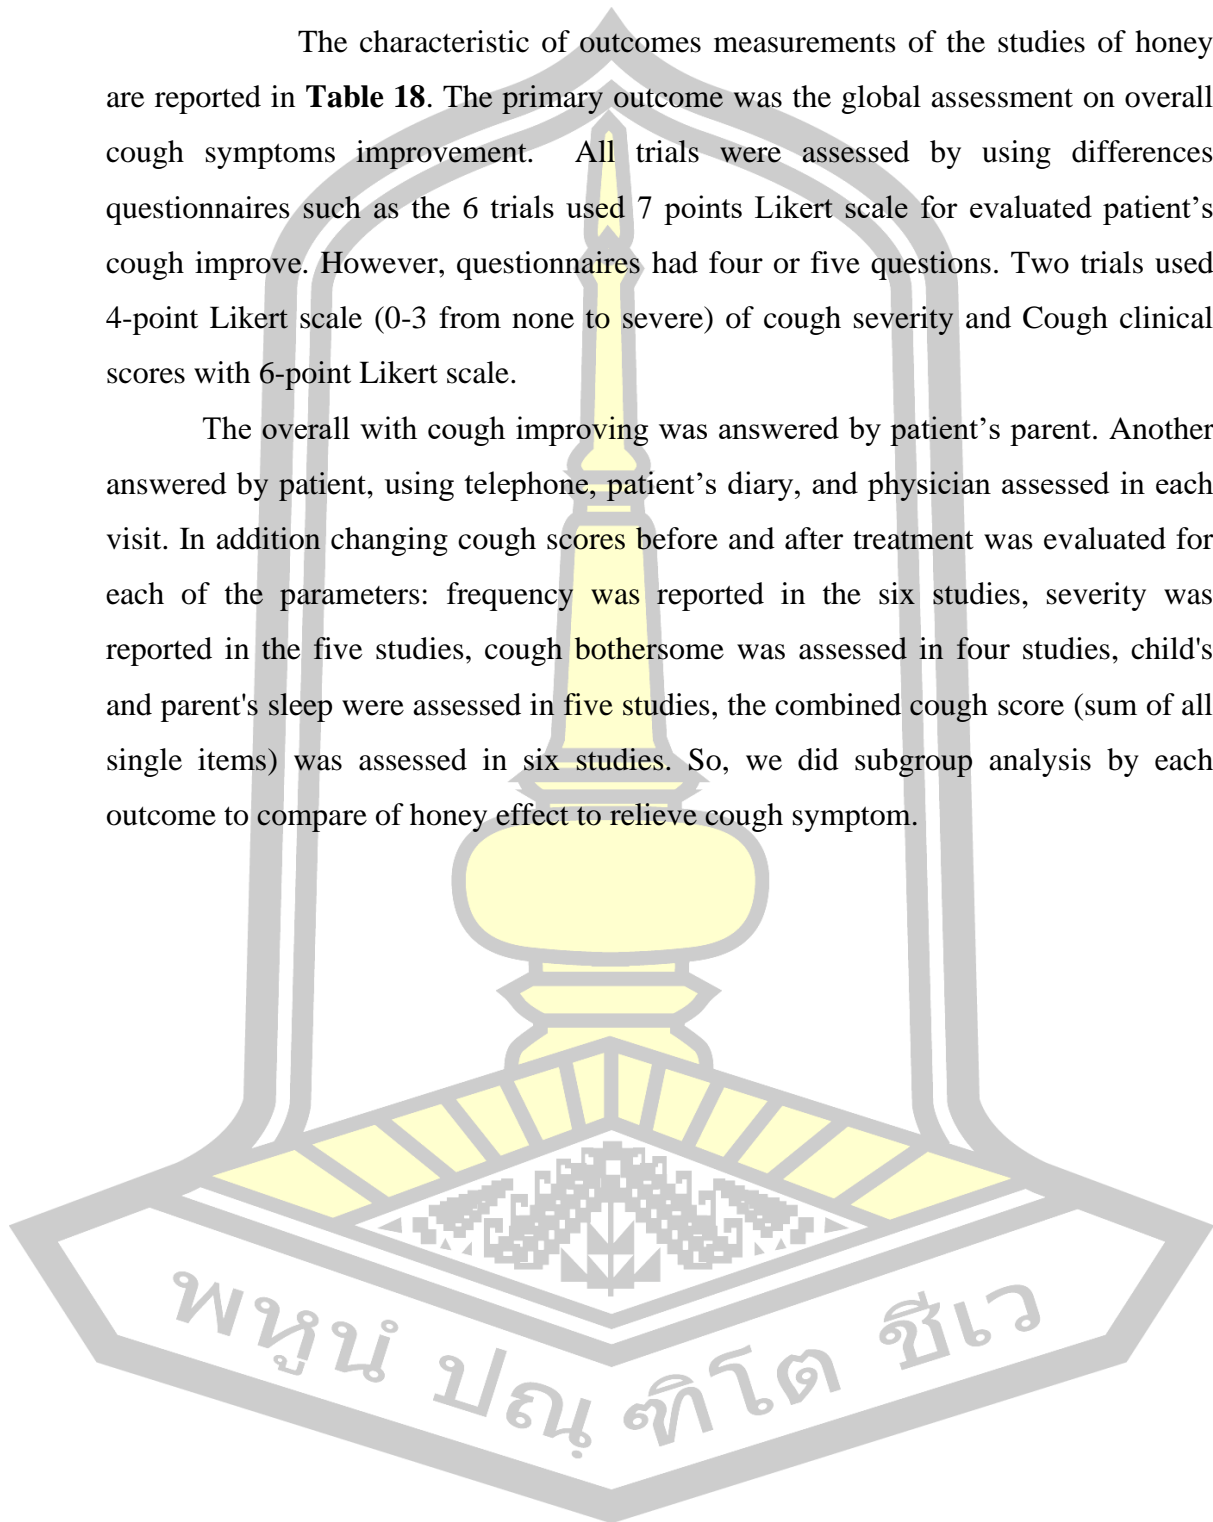 The characteristic of outcomes measurements of the studies of honey
are reported in Table 18. The primary outcome was the global assessment on overall
cough symptoms improvement. All trials were assessed by using differences
questionnaires such as the 6 trials used 7 points Likert scale for evaluated patient’s
cough improve. However, questionnaires had four or five questions. Two trials used
4-point Likert scale (0-3 from none to severe) of cough severity and Cough clinical
scores with 6-point Likert scale.
The overall with cough improving was answered by patient’s parent. Another
answered by patient, using telephone, patient’s diary, and physician assessed in each
visit. In addition changing cough scores before and after treatment was evaluated for
each of the parameters: frequency was reported in the six studies, severity was
reported in the five studies, cough bothersome was assessed in four studies, child's
and parent's sleep were assessed in five studies, the combined cough score (sum of all
single items) was assessed in six studies. So, we did subgroup analysis by each
outcome to compare of honey effect to relieve cough symptom.
พหูนํ ปณฺ ฑิโต ชีเว